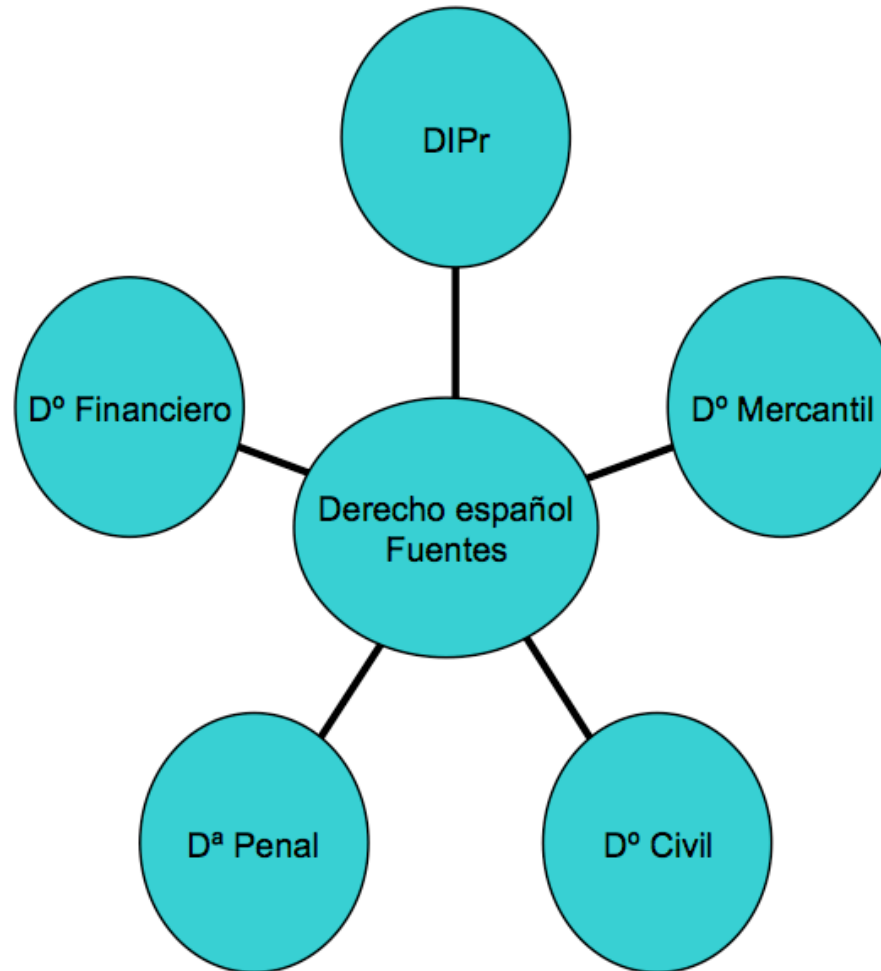 DIPr
Dº Financiero
Dº Mercantil
Derecho español
Fuentes
Dª Penal
Dº Civil